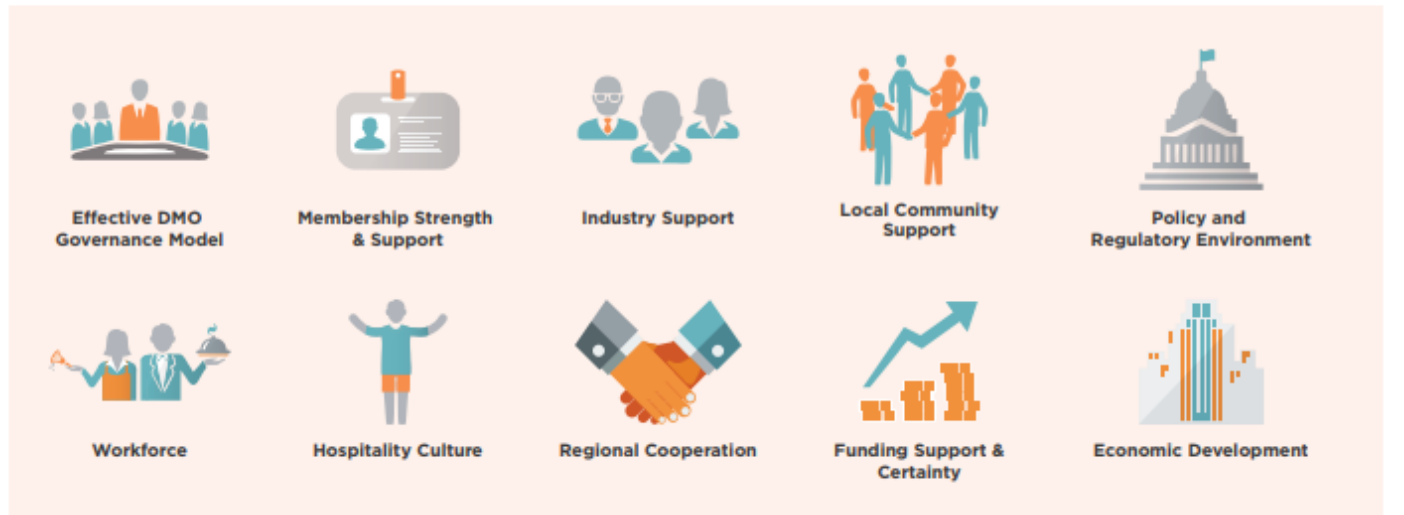 Effective DMO
Governance Model
Membership Strength
& Support
Industry Support
Local Community
Support
Policy and
Regulatory Environment
Workforce
Hospitality Culture
Regional Cooperation
Funding Support &
Certainty
Economic Development